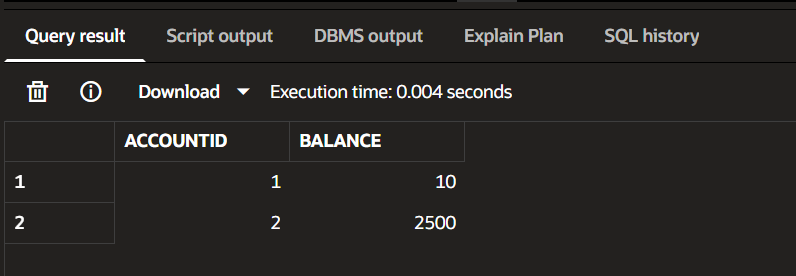 Query result Script output DBMS output Explain Plan SQL history
Download Execution time: 0.004 seconds
ACCOUNTID BALANCE
1 1 10
2 2 2500